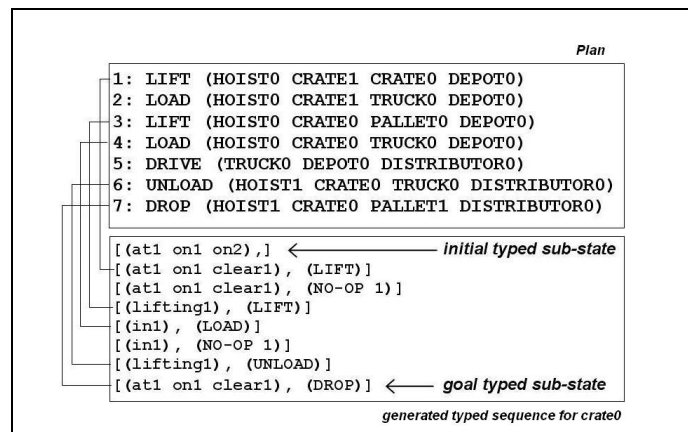 Plan
1: LIFT (HOIST0 CRATE1 CRATE0 DEPOT0)
2: LOAD (HOIST0 CRATE1 TRUCK0 DEPOT0)
3: LIFT (HOIST0 CRATE0 PALLET0 DEPOT0)
4: LOAD (HOIST0 CRATE0 TRUCK0 DEPOT0)
5: DRIVE (TRUCK0 DEPOT0 DISTRIBUTOR0)
6: UNLOAD (HOIST1 CRATE0 TRUCK0 DISTRIBUTOR0)
7: DROP (HOIST1 CRATE0 PALLET1 DISTRIBUTOR0)
[(at1 on1 on2),] initial typed sub-state
[(at1 on1 clear1), (LIFT)]
[(at1 on1 clear1), (NO-OP 1)]
[(lifting1), (LIFT)]
[(in1), (LOAD)]
[(in1), (NO-OP 1)]
[(lifting1), (UNLOAD)]
[(at1 on1 clear1), (DROP)] goal typed sub-state
generated typed sequence for crate0